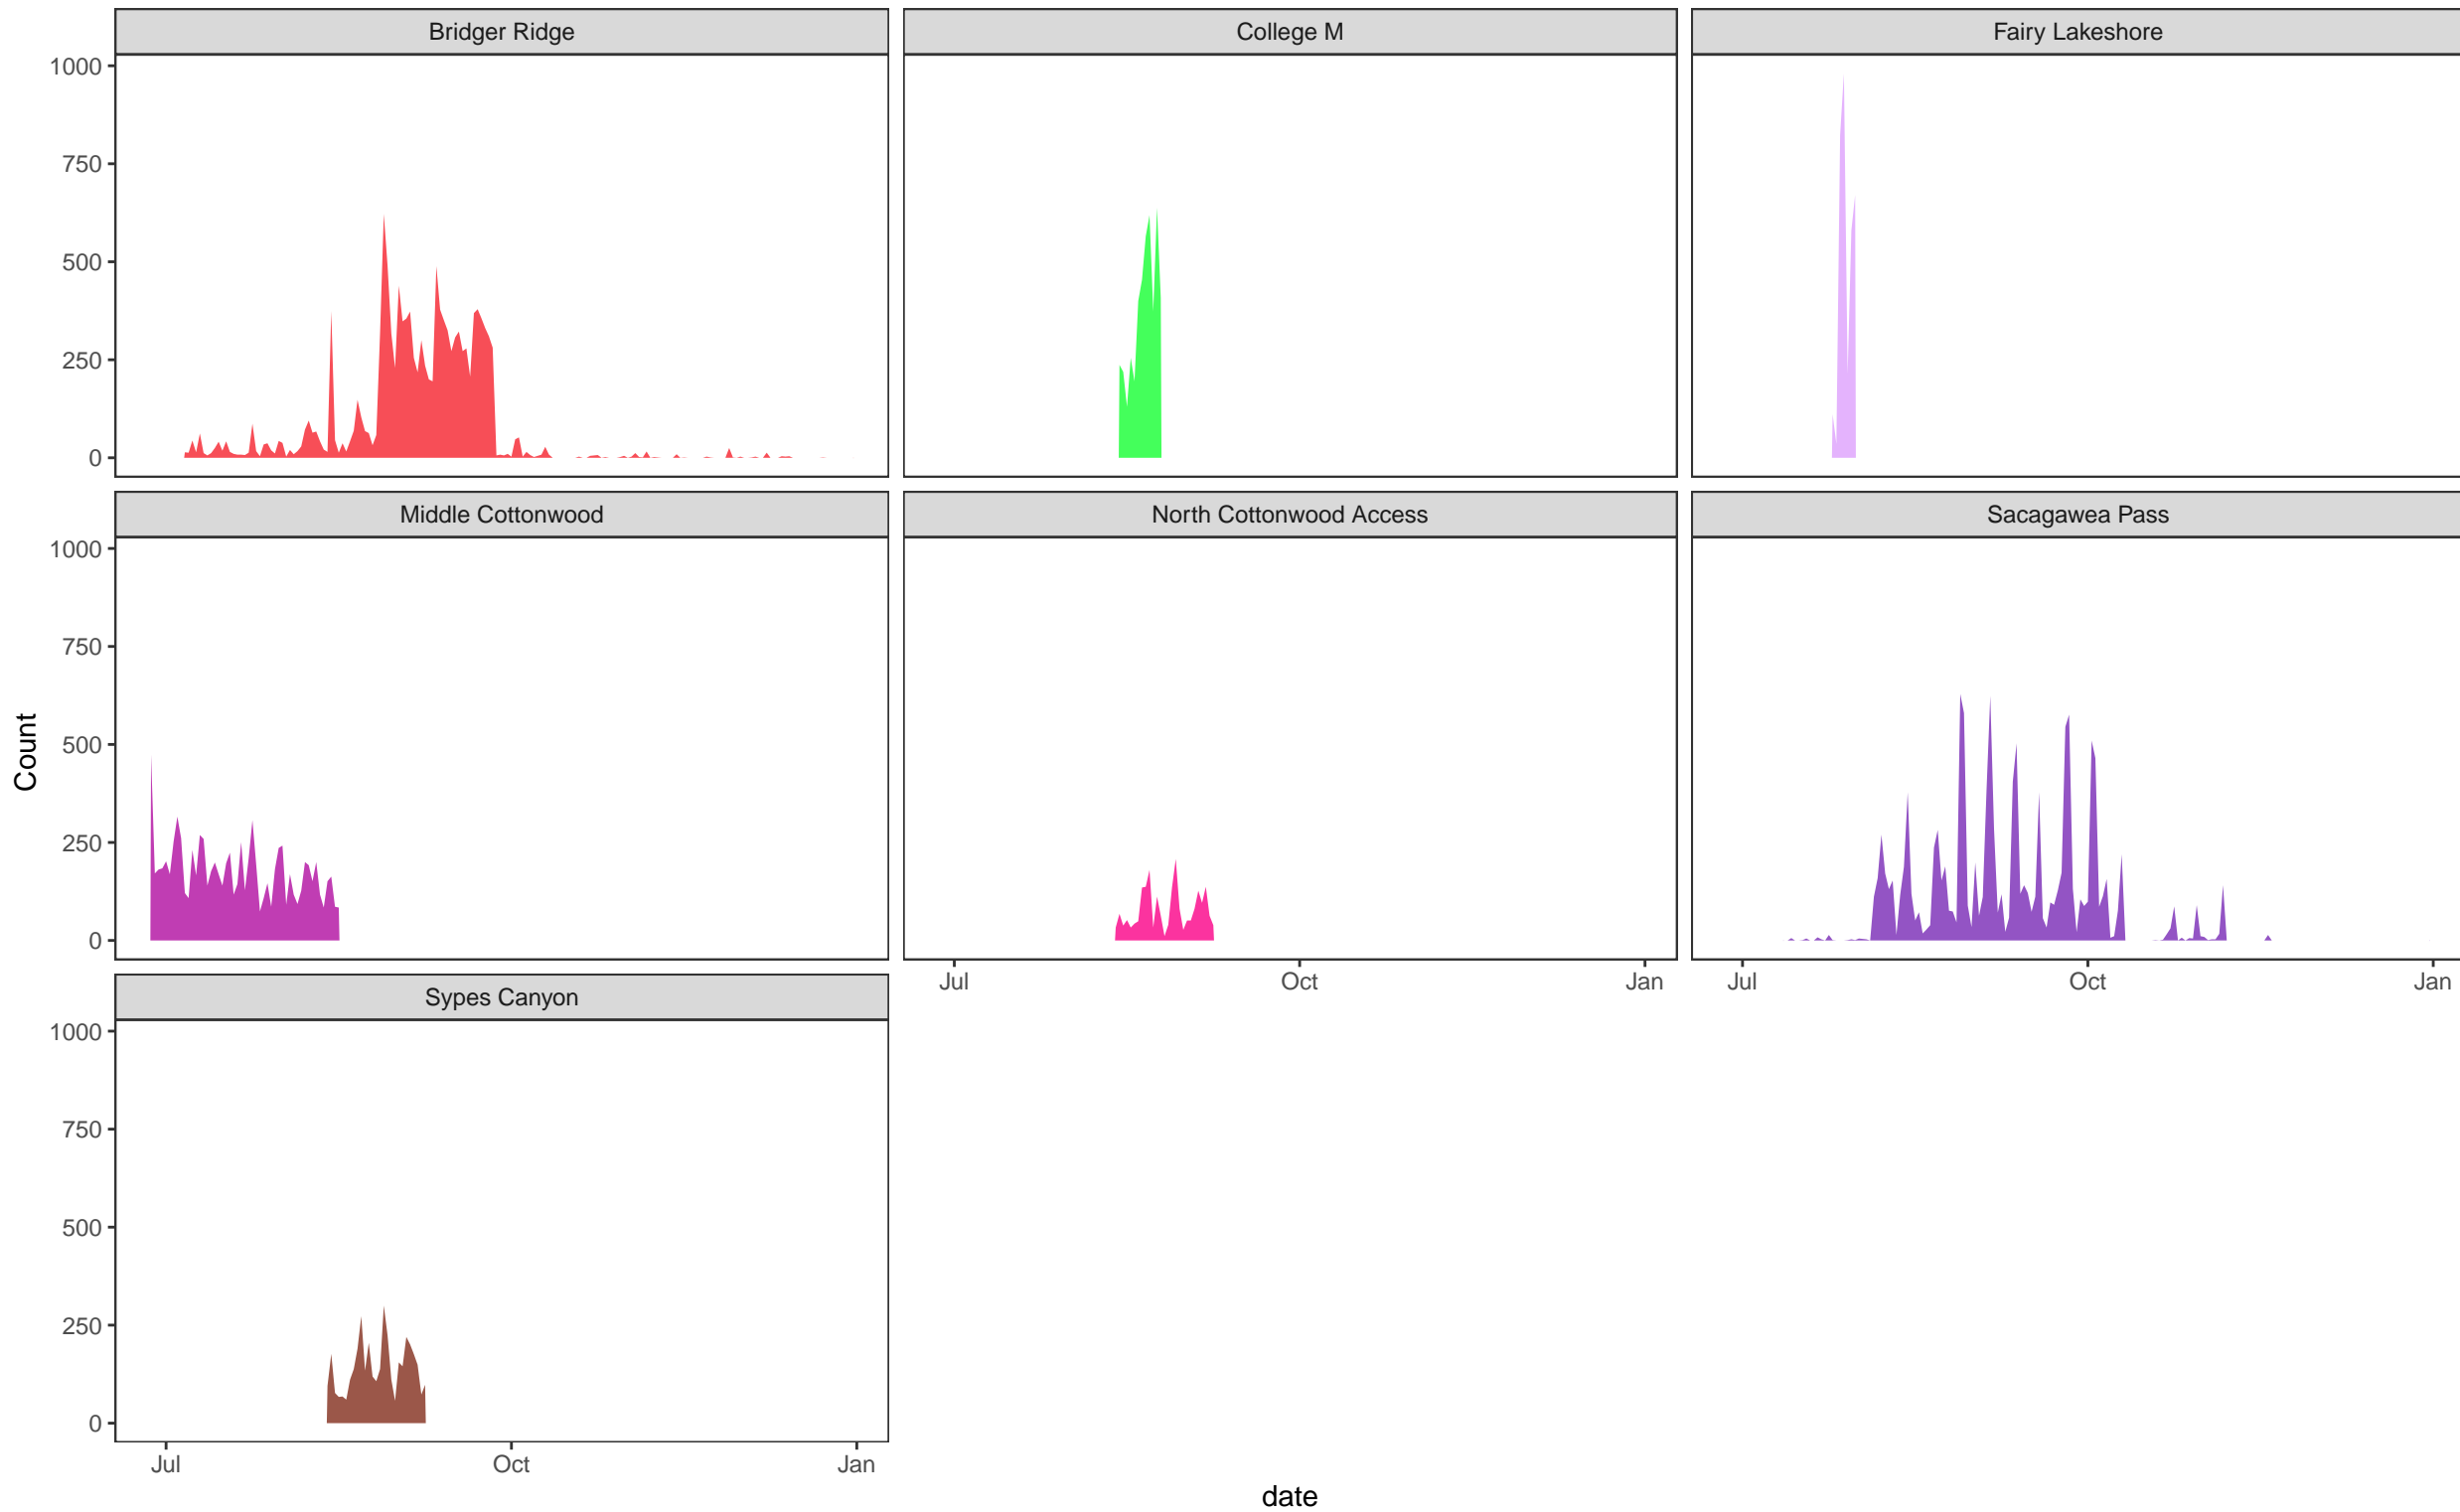 Bridger Ridge
College M
Fairy Lakeshore
1000
750
500
250
0
Middle Cottonwood
North Cottonwood Access
Sacagawea Pass
1000
750
500
250
0
Jul
Oct
Jan
Jul
Oct
Jan
Sypes Canyon
1000
750
500
250
0
Jul
Oct
Jan
Count
date